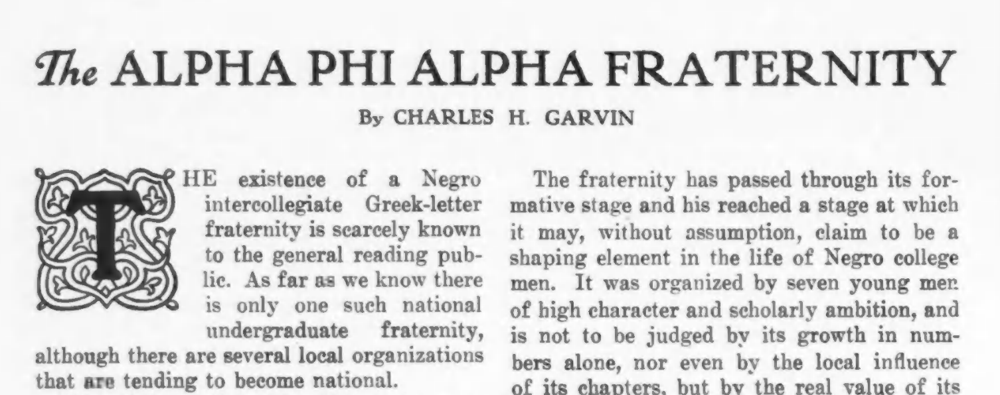 The ALPHA PHI ALPHA FRATERNITY
By CHARLES H. GARVIN
THE existence of a Negro
intercollegiate Greek-letter
fraternity is scarcely known
to the general reading pub-
lic. As far as we know there
is only one such national
undergraduate fraternity,
although there are several local organizations
that are tending to become national.
The fraternity has passed through its for-
mative stage and his reached a stage at which
it may, without assumption, claim to be a
shaping element in the life of Negro college
men. It was organized by seven young men
of high character and scholarly ambition, and
is not to be judged by its growth in num-
bers alone, nor even by the local influence
of its chapters, but by the real value of its